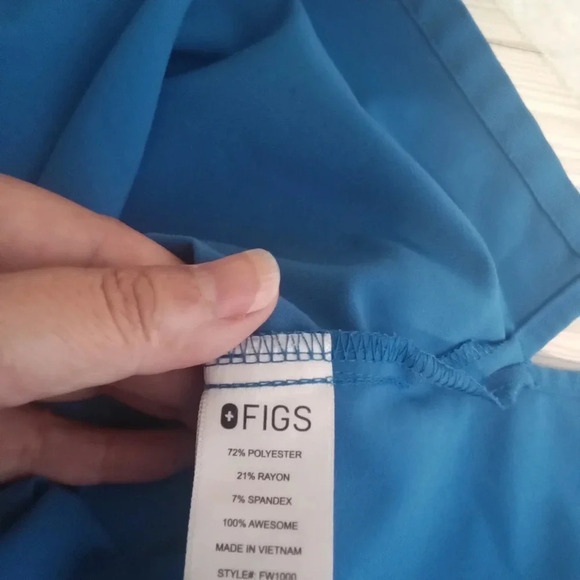 FIGS
72% POLYESTER
21% RAYON
7% SPANDEX
100% AWESOME
MADE IN VIETNAM
STYLE#: FW1000